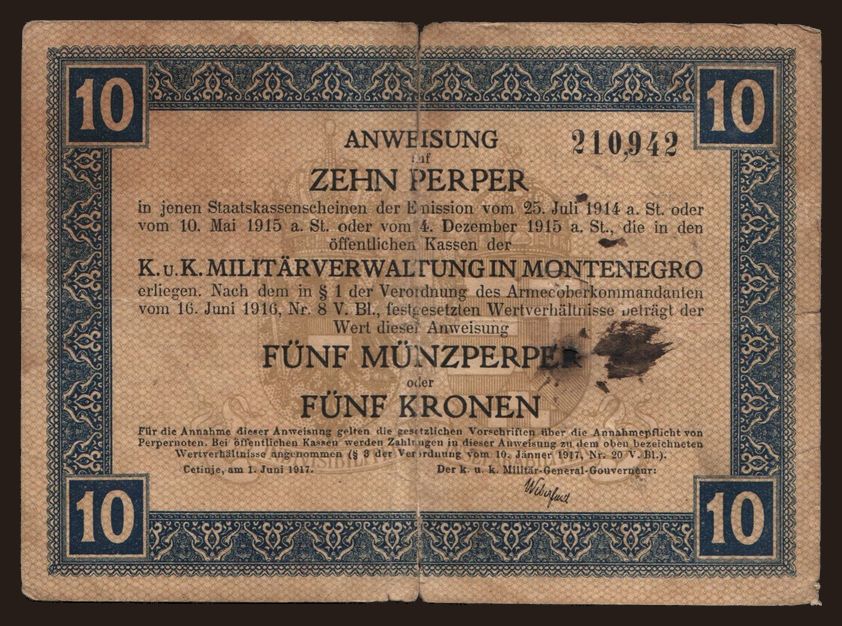 10 10
ANWEISUNG 210,942
auf
ZEHN PERPER
in jenen Staatskassenscheinen der Emission vom 25. Juli 1914 a. St. oder
vom 10. Mai 1915 a. St. oder vom 4. Dezember 1915 a. St., die in den
öffentlichen Kassen der
K. u. K. MILITÄRVERWALTUNG IN MONTENEGRO
erliegen. Nach dem in § 1 der Verordnung des Armeeoberkommandanten
vom 16. Juni 1916, Nr. 8 V. Bl., festgesetzten Wertverhältnisse beträgt der
Wert dieser Anweisung
FÜNF MÜNZPERPER
oder
FÜNF KRONEN
Für die Annahme dieser Anweisung gelten die gesetzlichen Vorschriften über die Annahmepflicht von
Perpernoten. Bei öffentlichen Kassen werden Zahlungen in dieser Anweisung zu dem oben bezeichneten
Wertverhältnisse angenommen (§ 3 der Verordnung vom 10. Jänner 1917, Nr. 20 V. Bl.).
Cetinje, am 1. Juni 1917. Der k. u. k. Militär-General-Gouverneur:
10 10